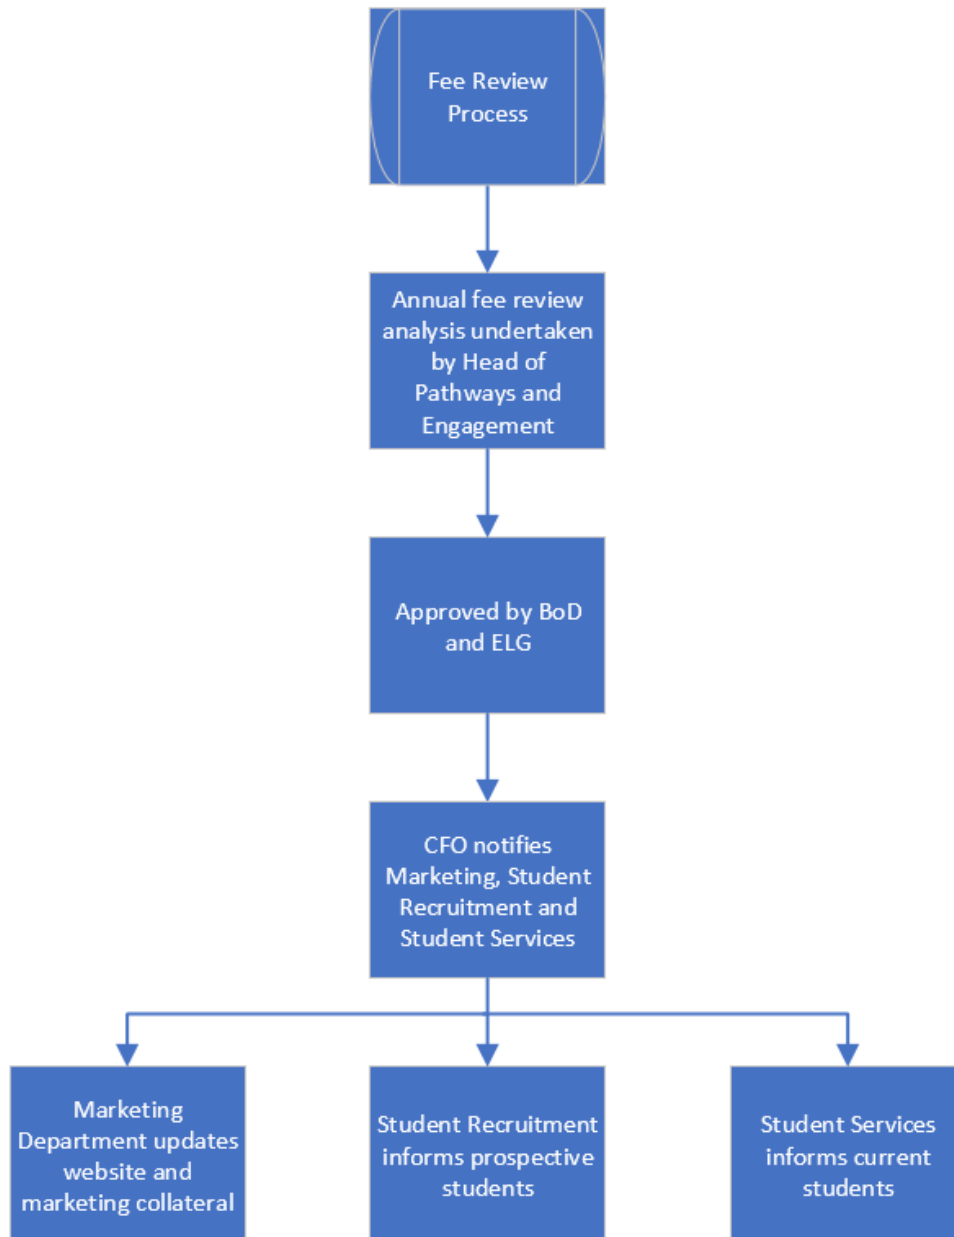 Fee Review
Process
Annual fee review
analysis undertaken
by Head of
Pathways and
Engagement
Approved by BoD
and ELG
CFO notifies
Marketing, Student
Recruitment and
Student Services
Marketing
Department updates
website and
marketing collateral
Student Recruitment
informs prospective
students
Student Services
informs current
students